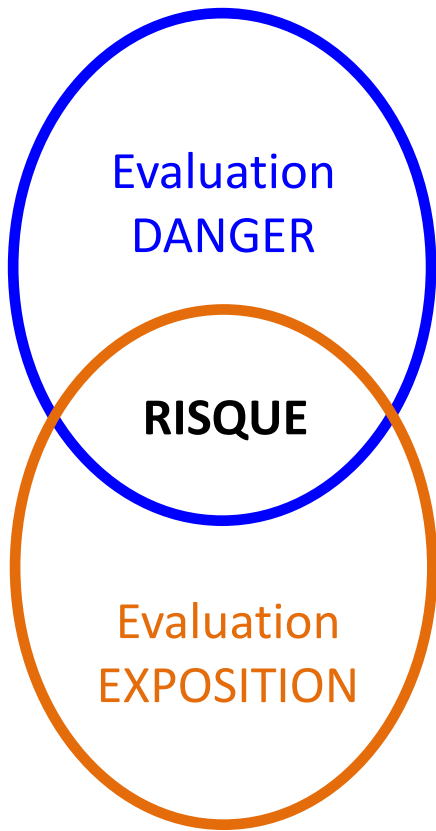 Evaluation
DANGER
RISQUE
Evaluation
EXPOSITION